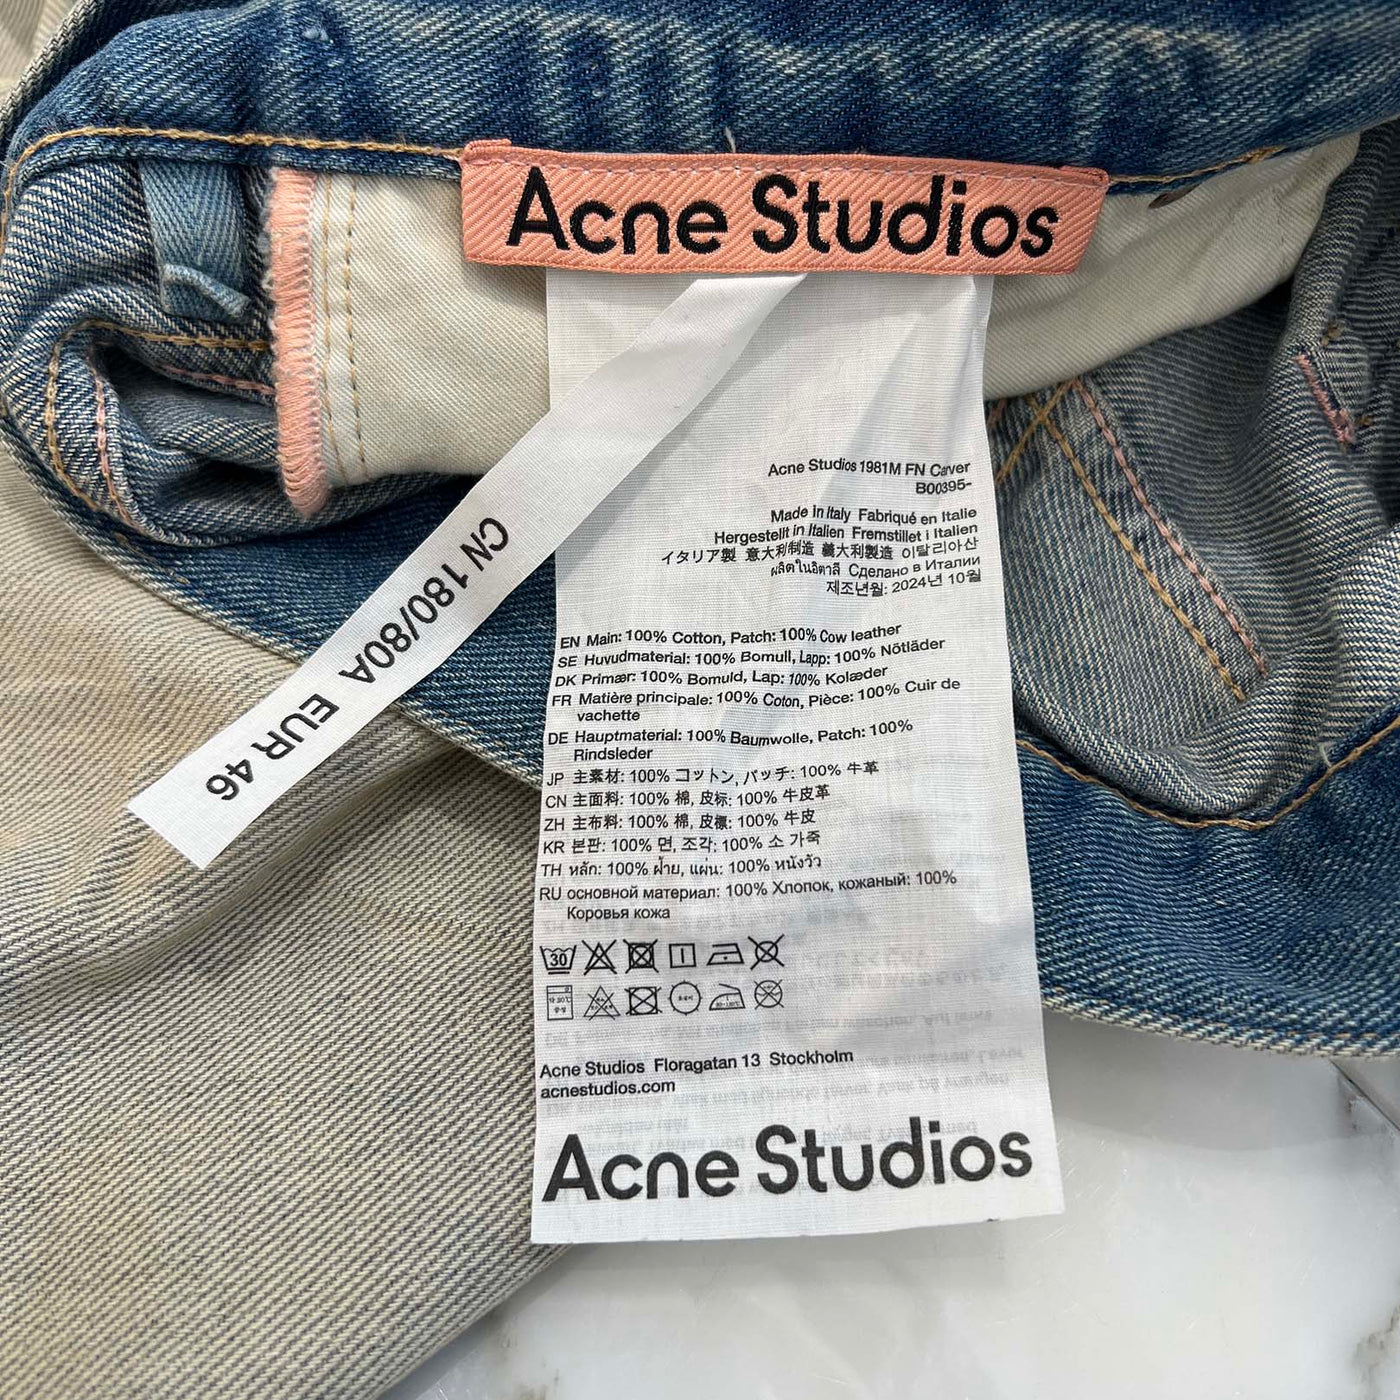 Acne Studios
CN 180/80A EUR 46
Acne Studios 1981M FN Carver
B00395-
Made in Italy Fabriqué en Italie
Hergestellt in Italien Fremstillet i Italien
イタリア製 意大利制造 義大利製造 이탈리아산
ผลิตในอิตาลี Сделано в Италии
제조년월: 2024년 10월
EN Main: 100% Cotton, Patch: 100% Cow leather
SE Huvudmaterial: 100% Bomull, Lapp: 100% Nötläder
DK Primær: 100% Bomuld, Lap: 100% Kolæder
FR Matière principale: 100% Coton, Pièce: 100% Cuir de
vachette
DE Hauptmaterial: 100% Baumwolle, Patch: 100%
Rindsleder
JP 主素材: 100% コットン, パッチ: 100% 牛革
CN 主面料: 100% 棉, 皮标: 100% 牛皮革
ZH 主布料: 100% 棉, 皮標: 100% 牛皮
KR 본판: 100% 면, 조각: 100% 소 가죽
TH หลัก: 100% ฝ้าย, แผ่น: 100% หนังวัว
RU основной материал: 100% Хлопок, кожаный: 100%
Коровья кожа
30
Acne Studios Floragatan 13 Stockholm
acnestudios.com
Acne Studios